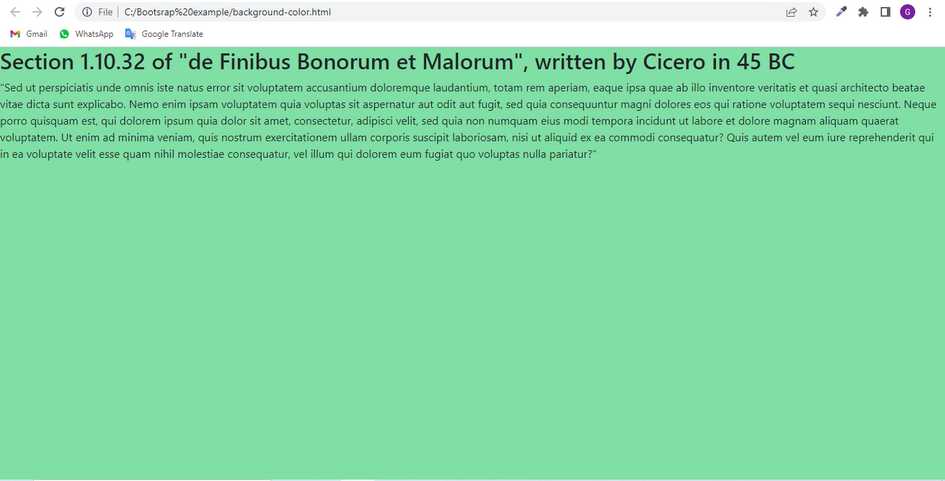 File | C:/Bootsrap%20example/background-color.html
G
Gmail WhatsApp Google Translate
Section 1.10.32 of "de Finibus Bonorum et Malorum", written by Cicero in 45 BC
"Sed ut perspiciatis unde omnis iste natus error sit voluptatem accusantium doloremque laudantium, totam rem aperiam, eaque ipsa quae ab illo inventore veritatis et quasi architecto beatae
vitae dicta sunt explicabo. Nemo enim ipsam voluptatem quia voluptas sit aspernatur aut odit aut fugit, sed quia consequuntur magni dolores eos qui ratione voluptatem sequi nesciunt. Neque
porro quisquam est, qui dolorem ipsum quia dolor sit amet, consectetur, adipisci velit, sed quia non numquam eius modi tempora incidunt ut labore et dolore magnam aliquam quaerat
voluptatem. Ut enim ad minima veniam, quis nostrum exercitationem ullam corporis suscipit laboriosam, nisi ut aliquid ex ea commodi consequatur? Quis autem vel eum iure reprehenderit qui
in ea voluptate velit esse quam nihil molestiae consequatur, vel illum qui dolorem eum fugiat quo voluptas nulla pariatur?"